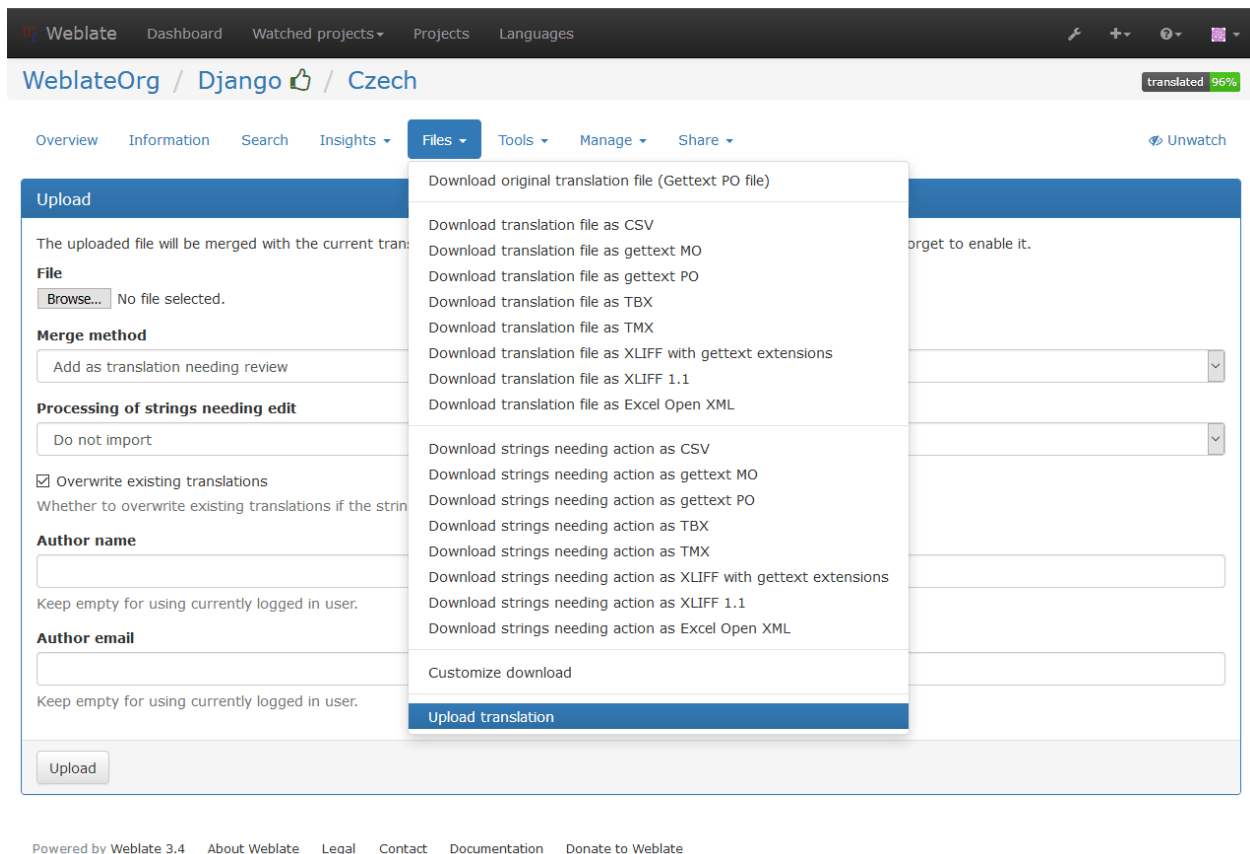 Weblate Dashboard Watched projects Projects Languages
WeblateOrg / Django / Czech
translated 96%
Overview Information Search Insights Files Tools Manage Share Unwatch
Upload
The uploaded file will be merged with the current
orget to enable it.
File
Browse... No file selected.
Merge method
Add as translation needing review
Processing of strings needing edit
Do not import
Overwrite existing translations
Whether to overwrite existing translations if the
Author name
Keep empty for using currently logged in user.
Author email
Keep empty for using currently logged in user.
Upload
Download original translation file (Gettext PO file)
Download translation file as CSV
Download translation file as gettext MO
Download translation file as gettext PO
Download translation file as TBX
Download translation file as TMX
Download translation file as XLIFF with gettext extensions
Download translation file as XLIFF 1.1
Download translation file as Excel Open XML
Download strings needing action as CSV
Download strings needing action as gettext MO
Download strings needing action as gettext PO
Download strings needing action as TBX
Download strings needing action as TMX
Download strings needing action as XLIFF with gettext extensions
Download strings needing action as XLIFF 1.1
Download strings needing action as Excel Open XML
Customize download
Upload translation
Powered by Weblate 3.4 About Weblate Legal Contact Documentation Donate to Weblate